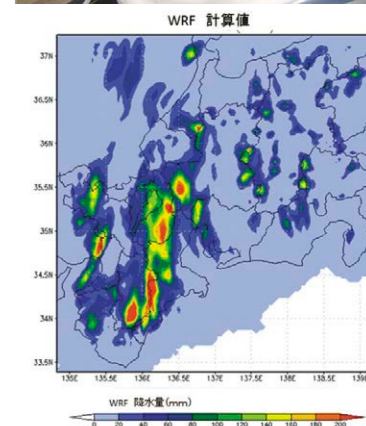 WRF 計算値
37N
36.5N
36N
35.5N
35N
34.5N
34N
33.5N
135E 135.5E 136E 136.5E 137E 137.5E 138E 138.5E 139E
WRF 降水量(mm)
0 20 40 60 80 100 120 140 160 180 200